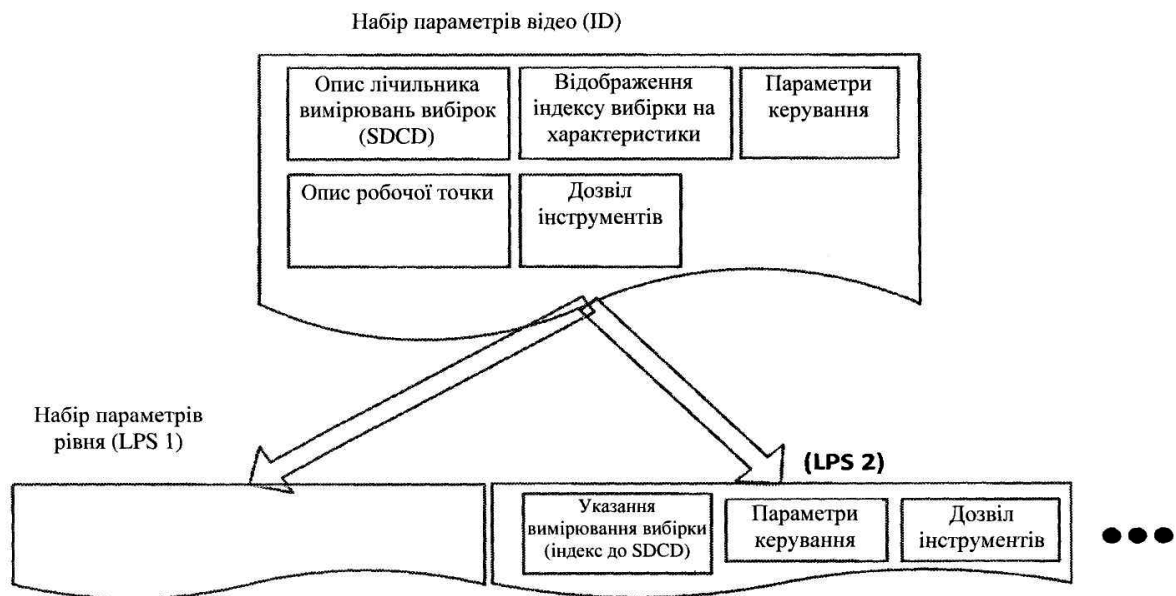 Набір параметрів відео (ID)
Опис лічильника
вимірювань вибірок
(SDCD)
Відображення
індексу вибірки на
характеристики
Параметри
керування
Опис робочої точки
Дозвіл
інструментів
Набір параметрів
рівня (LPS 1)
(LPS 2)
Указання
вимірювання вибірки
(індекс до SDCD)
Параметри
керування
Дозвіл
інструментів